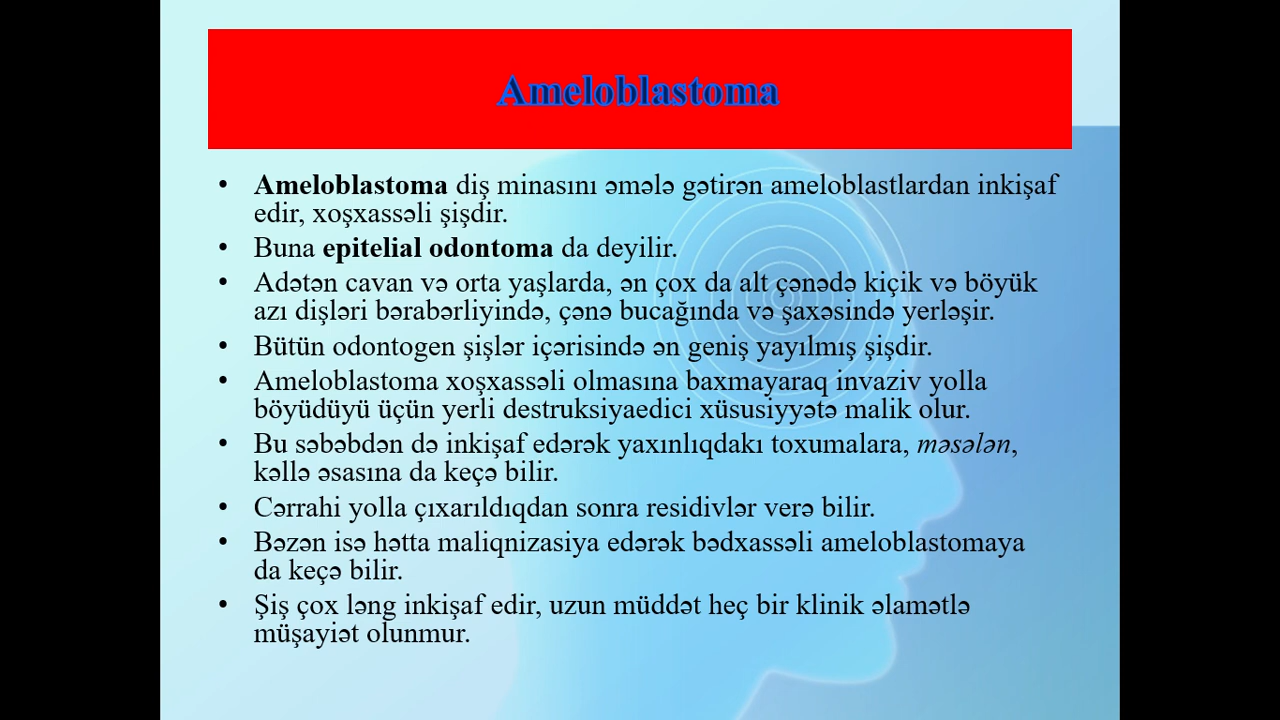 Ameloblastoma
• Ameloblastoma diş minasını əmələ gətirən ameloblastlardan inkişaf
edir, xoşxassəli şişdir.
• Buna epitelial odontoma da deyilir.
• Adətən cavan və orta yaşlarda, ən çox da alt çənədə kiçik və böyük
azı dişləri bərabərliyində, çənə bucağında və şaxəsində yerləşir.
• Bütün odontogen şişlər içərisində ən geniş yayılmış şişdir.
• Ameloblastoma xoşxassəli olmasına baxmayaraq invaziv yolla
böyüdüyü üçün yerli destruksiyaedici xüsusiyyətə malik olur.
• Bu səbəbdən də inkişaf edərək yaxınlıqdakı toxumalara, məsələn,
kəllə əsasına da keçə bilir.
• Cərrahi yolla çıxarıldıqdan sonra residivlər verə bilir.
• Bəzən isə hətta maliqnizasiya edərək bədxassəli ameloblastomaya
da keçə bilir.
• Şiş çox ləng inkişaf edir, uzun müddət heç bir klinik əlamətlə
müşayiət olunmur.